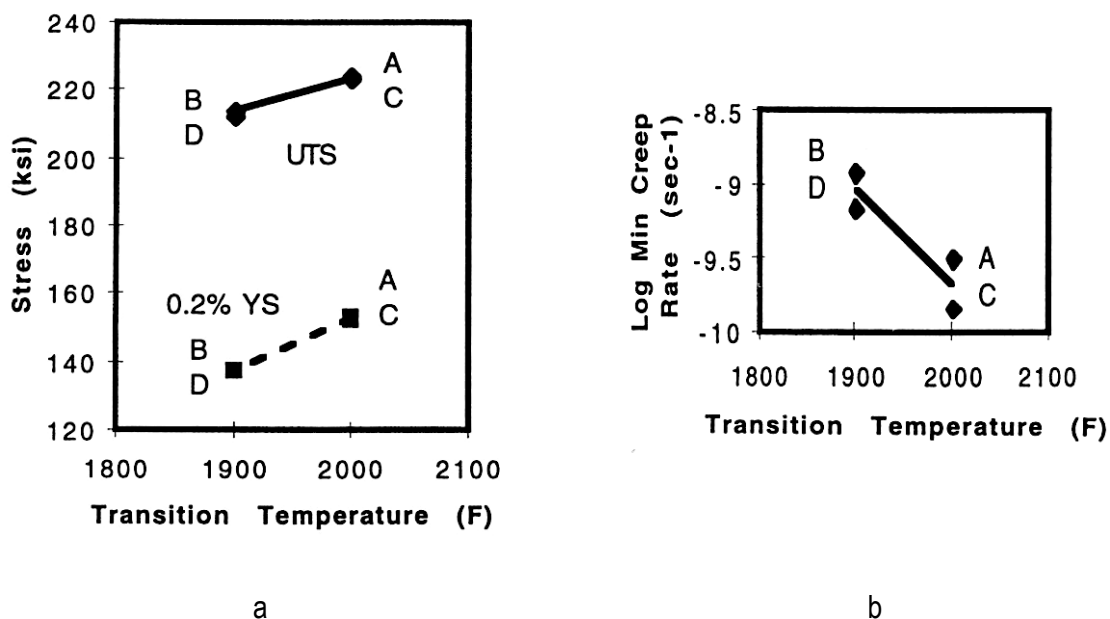 Stress (ksi)
240
220
200
180
160
140
120
B
D
A
C
UTS
0.2% YS
A
C
B
D
1800 1900 2000 2100
Transition Temperature (F)
a
Log Min Creep
Rate (sec-1)
-8.5
-9
-9.5
-10
B
D
A
C
1800 1900 2000 2100
Transition Temperature (F)
b